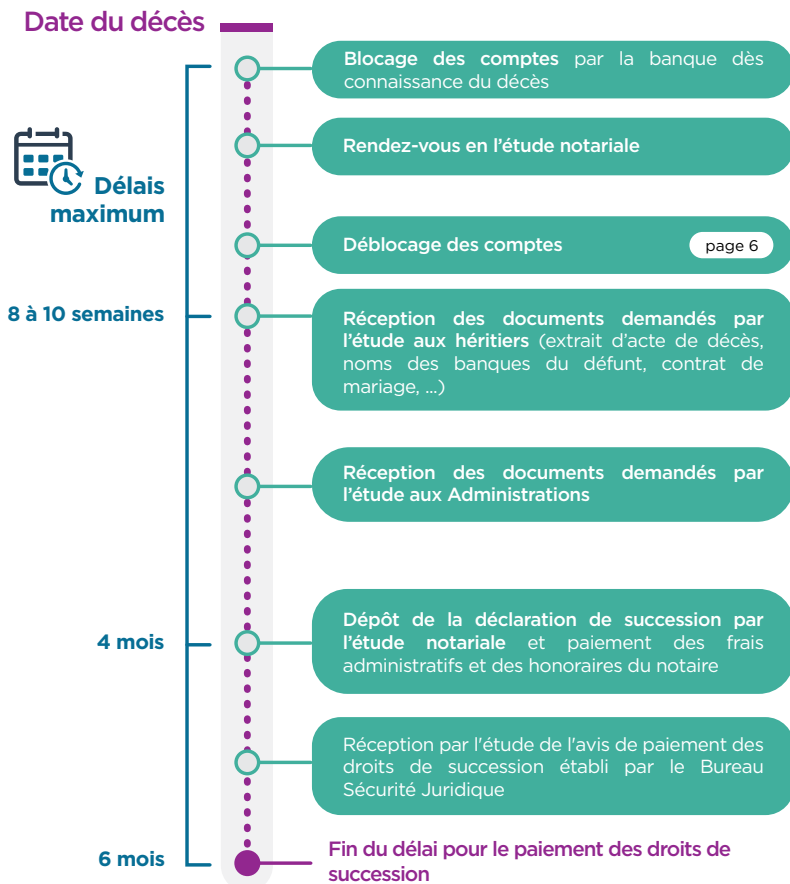 Date du décès
Blocage des comptes par la banque dès
connaissance du décès
Rendez-vous en l'étude notariale
Délais
maximum
Déblocage des comptes
page 6
8 à 10 semaines
Réception des documents demandés par
l'étude aux héritiers (extrait d'acte de décès,
noms des banques du défunt, contrat de
mariage, ...)
Réception des documents demandés par
l'étude aux Administrations
4 mois
Dépôt de la déclaration de succession par
l'étude notariale et paiement des frais
administratifs et des honoraires du notaire
Réception par l'étude de l'avis de paiement des
droits de succession établi par le Bureau
Sécurité Juridique
6 mois
Fin du délai pour le paiement des droits de
succession